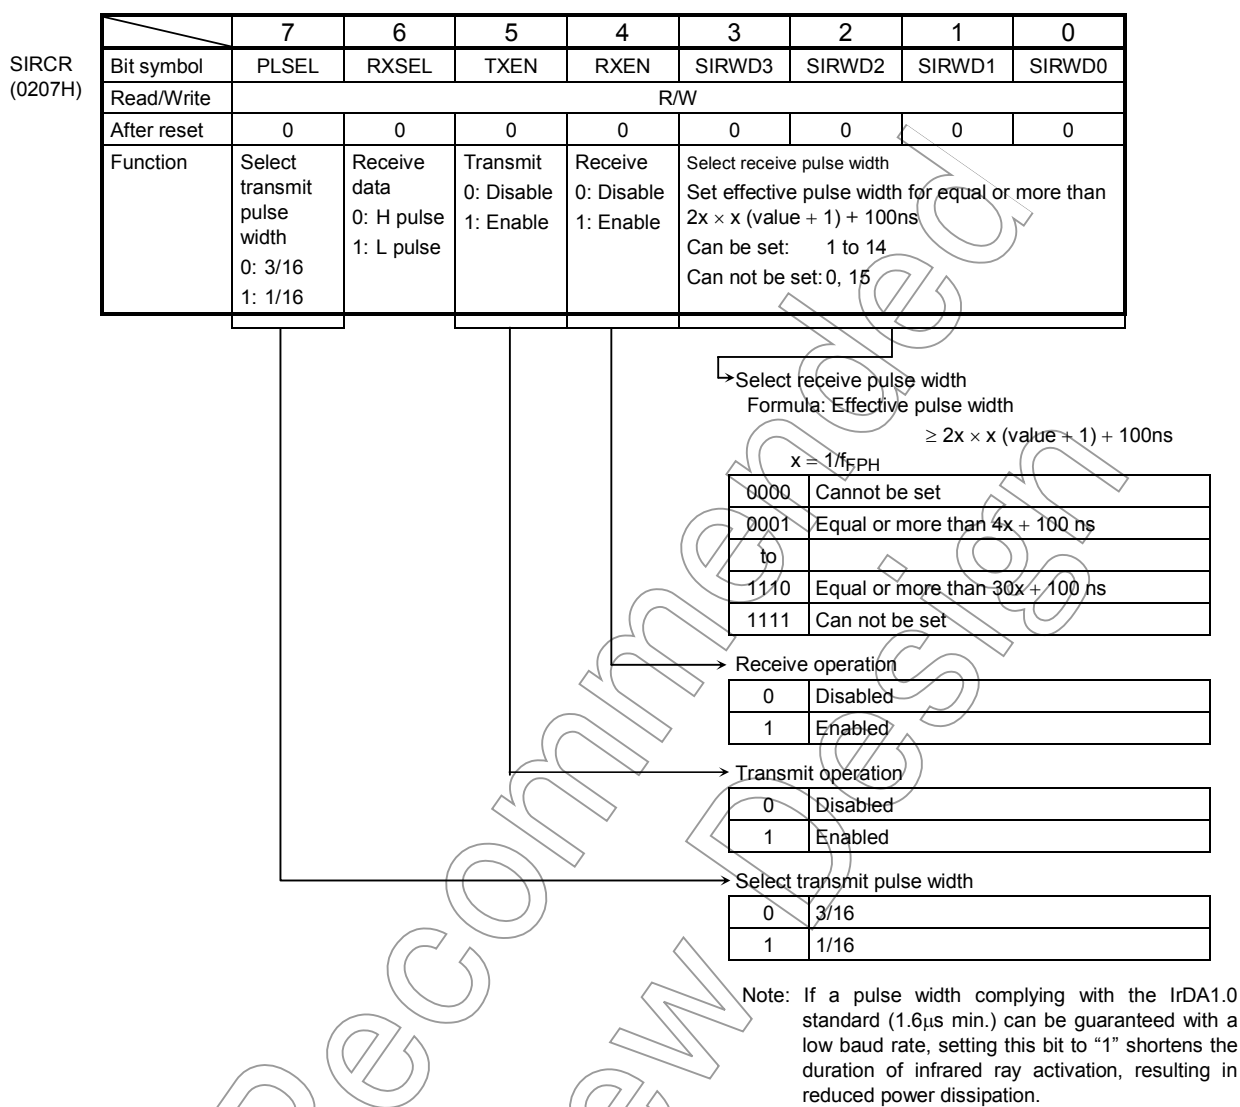 7 6 5 4 3 2 1 0
SIRCR
(0207H)
Bit symbol PLSEL RXSEL TXEN RXEN SIRWD3 SIRWD2 SIRWD1 SIRWD0
Read/Write R/W
After reset 0 0 0 0 0 0 0 0
Function
Select
transmit
pulse
width
0: 3/16
1: 1/16
Receive
data
0: H pulse
1: L pulse
Transmit
0: Disable
1: Enable
Receive
0: Disable
1: Enable
Select receive pulse width
Set effective pulse width for equal or more than
2x × x (value + 1) + 100ns
Can be set: 1 to 14
Can not be set: 0, 15
Select receive pulse width
Formula: Effective pulse width
≥ 2x × x (value + 1) + 100ns
x = 1/fFPH
0000 Cannot be set
0001 Equal or more than 4x + 100 ns
to
1110 Equal or more than 30x + 100 ns
1111 Can not be set
Receive operation
0 Disabled
1 Enabled
Transmit operation
0 Disabled
1 Enabled
Select transmit pulse width
0 3/16
1 1/16
Note: If a pulse width complying with the IrDA1.0
standard (1.6μs min.) can be guaranteed with a
low baud rate, setting this bit to “1” shortens the
duration of infrared ray activation, resulting in
reduced power dissipation.
Recommended
ew Design